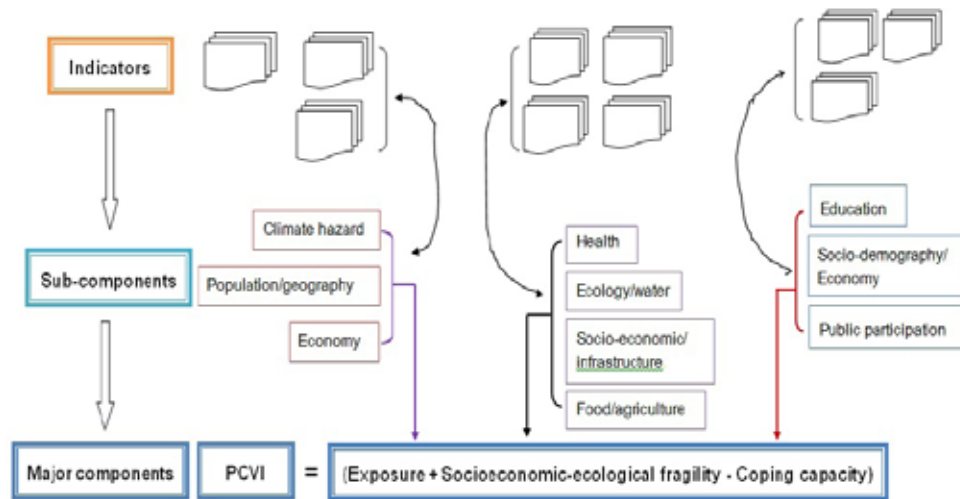 Indicators
Climate hazard
Education
Health
Sub-components
Population/geography
Socio-demography/
Economy
Ecology/water
Economy
Socio-economic/
infrastructure
Public participation
Food/agriculture
Major components
PCVI
=
(Exposure + Socioeconomic-ecological fragility - Coping capacity)